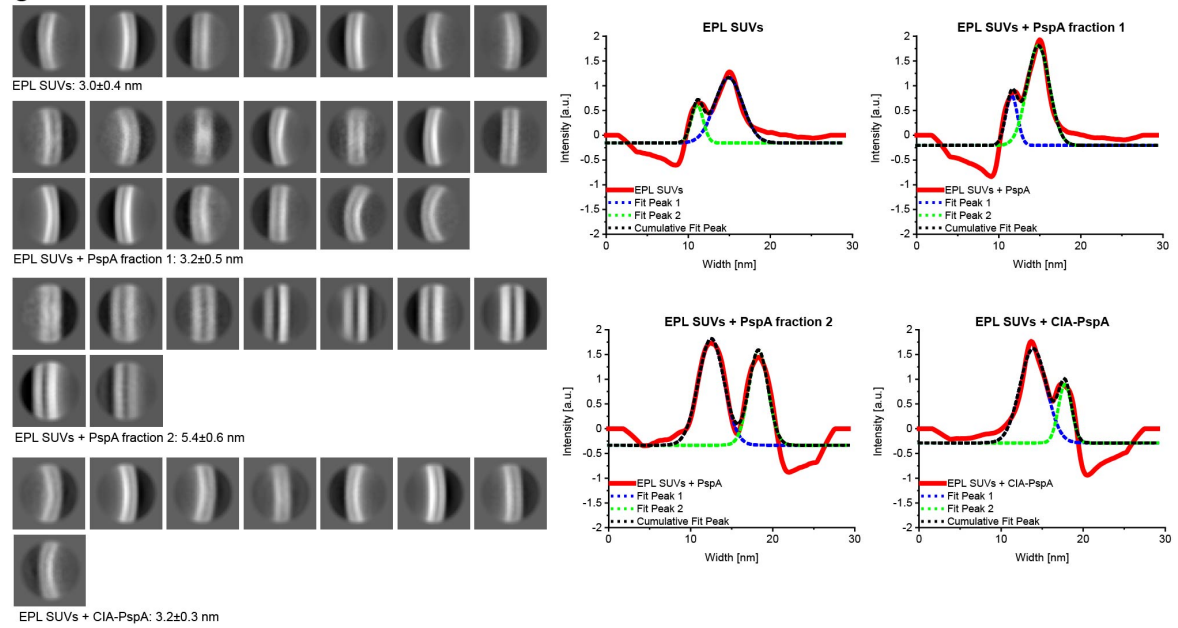 EPL SUVs: 3.0±0.4 nm
EPL SUVs + PspA fraction 1: 3.2±0.5 nm
EPL SUVs + PspA fraction 2: 5.4±0.6 nm
EPL SUVs + CIA-PspA: 3.2±0.3 nm
EPL SUVs
2
1.5
1
0.5
0
-0.5
-1
-1.5
-2
Intensity [a.u.]
EPL SUVs
Fit Peak 1
Fit Peak 2
Cumulative Fit Peak
0 10 20 30
Width [nm]
EPL SUVs + PspA fraction 1
2
1.5
1
0.5
0
-0.5
-1
-1.5
-2
Intensity [a.u.]
EPL SUVs + PspA
Fit Peak 1
Fit Peak 2
Cumulative Fit Peak
0 10 20 30
Width [nm]
EPL SUVs + PspA fraction 2
2
1.5
1
0.5
0
-0.5
-1
-1.5
-2
Intensity [a.u.]
EPL SUVs + PspA
Fit Peak 1
Fit Peak 2
Cumulative Fit Peak
0 10 20 30
Width [nm]
EPL SUVs + CIA-PspA
2
1.5
1
0.5
0
-0.5
-1
-1.5
-2
Intensity [a.u.]
EPL SUVs + CIA-PspA
Fit Peak 1
Fit Peak 2
Cumulative Fit Peak
0 10 20 30
Width [nm]